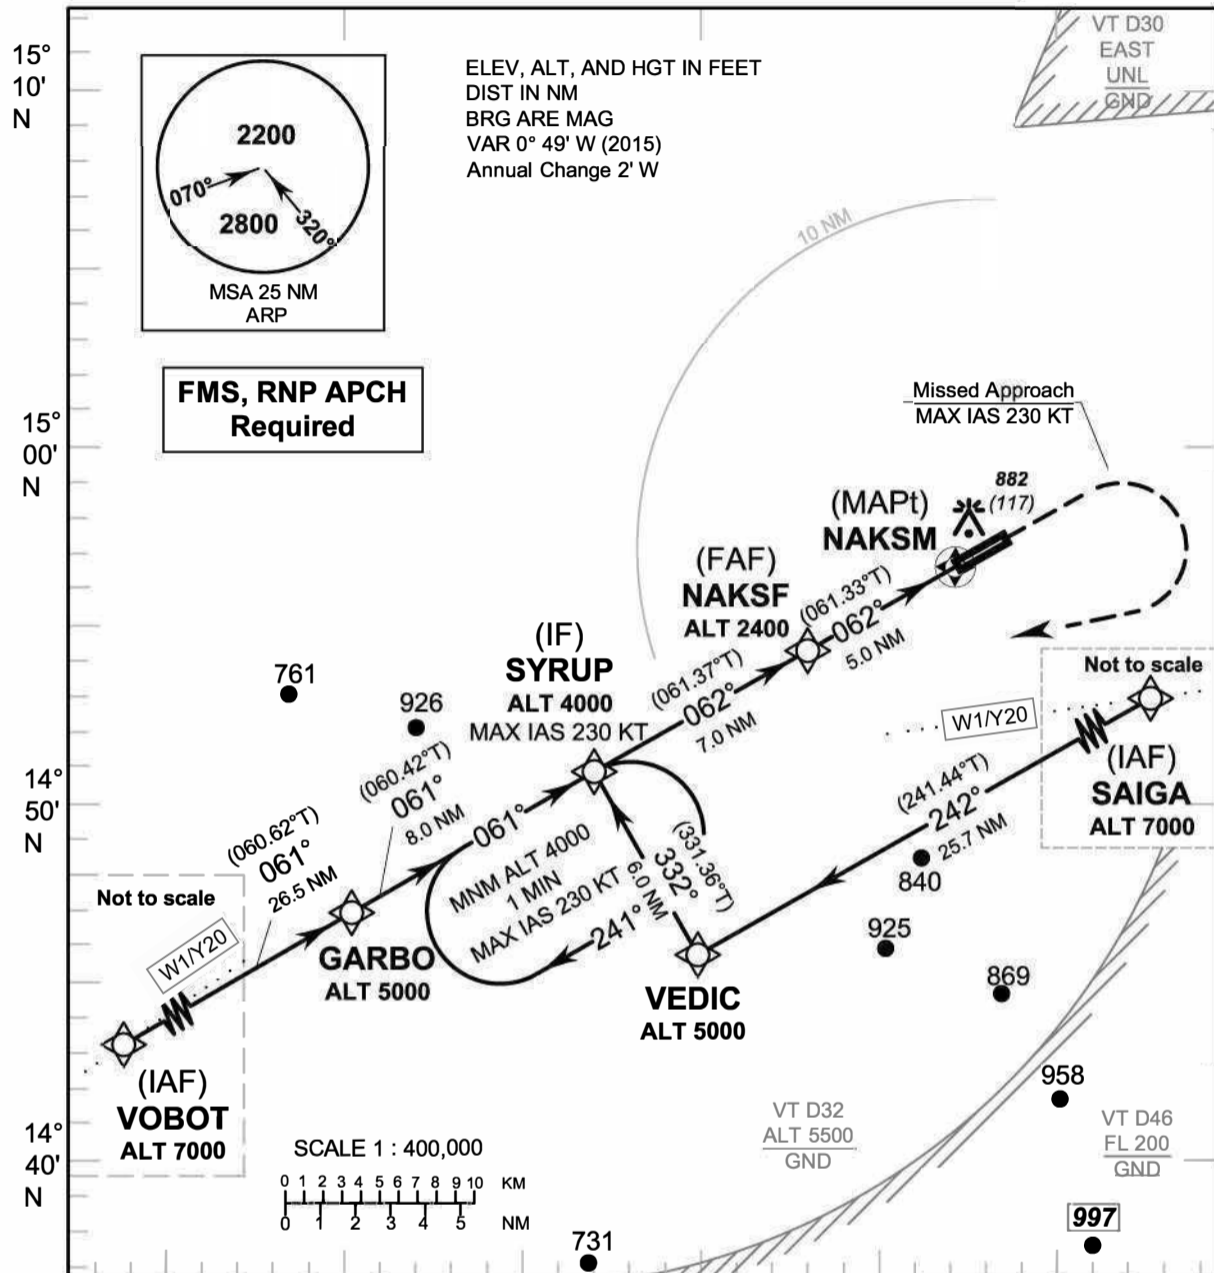 VT D30
EAST
UNL
GND
15°
10'
N
2200
070°
2800
320°
MSA 25 NM
ARP
ELEV, ALT, AND HGT IN FEET
DIST IN NM
BRG ARE MAG
VAR 0° 49' W (2015)
Annual Change 2' W
10 NM
FMS, RNP APCH
Required
15°
00'
N
Missed Approach
MAX IAS 230 KT
882
(117)
(MAPt)
NAKSM
(FAF)
NAKSF
ALT 2400
(061.33°T)
062°
5.0 NM
(IF)
SYRUP
ALT 4000
MAX IAS 230 KT
(061.37°T)
062°
7.0 NM
761
926
Not to scale
W1/Y20
(IAF)
SAIGA
ALT 7000
14°
50'
N
(060.42°T)
061°
8.0 NM
(060.62°T)
061°
26.5 NM
061°
MNM ALT 4000
1 MIN
MAX IAS 230 KT
241°
(331.36°T)
332°
6.0 NM
(241.44°T)
242°
25.7 NM
840
925
869
Not to scale
W1/Y20
GARBO
ALT 5000
VEDIC
ALT 5000
(IAF)
VOBOT
ALT 7000
958
VT D32
ALT 5500
GND
VT D46
FL 200
GND
14°
40'
N
SCALE 1 : 400,000
0 1 2 3 4 5 6 7 8 9 10 KM
0 1 2 3 4 5 NM
731
997